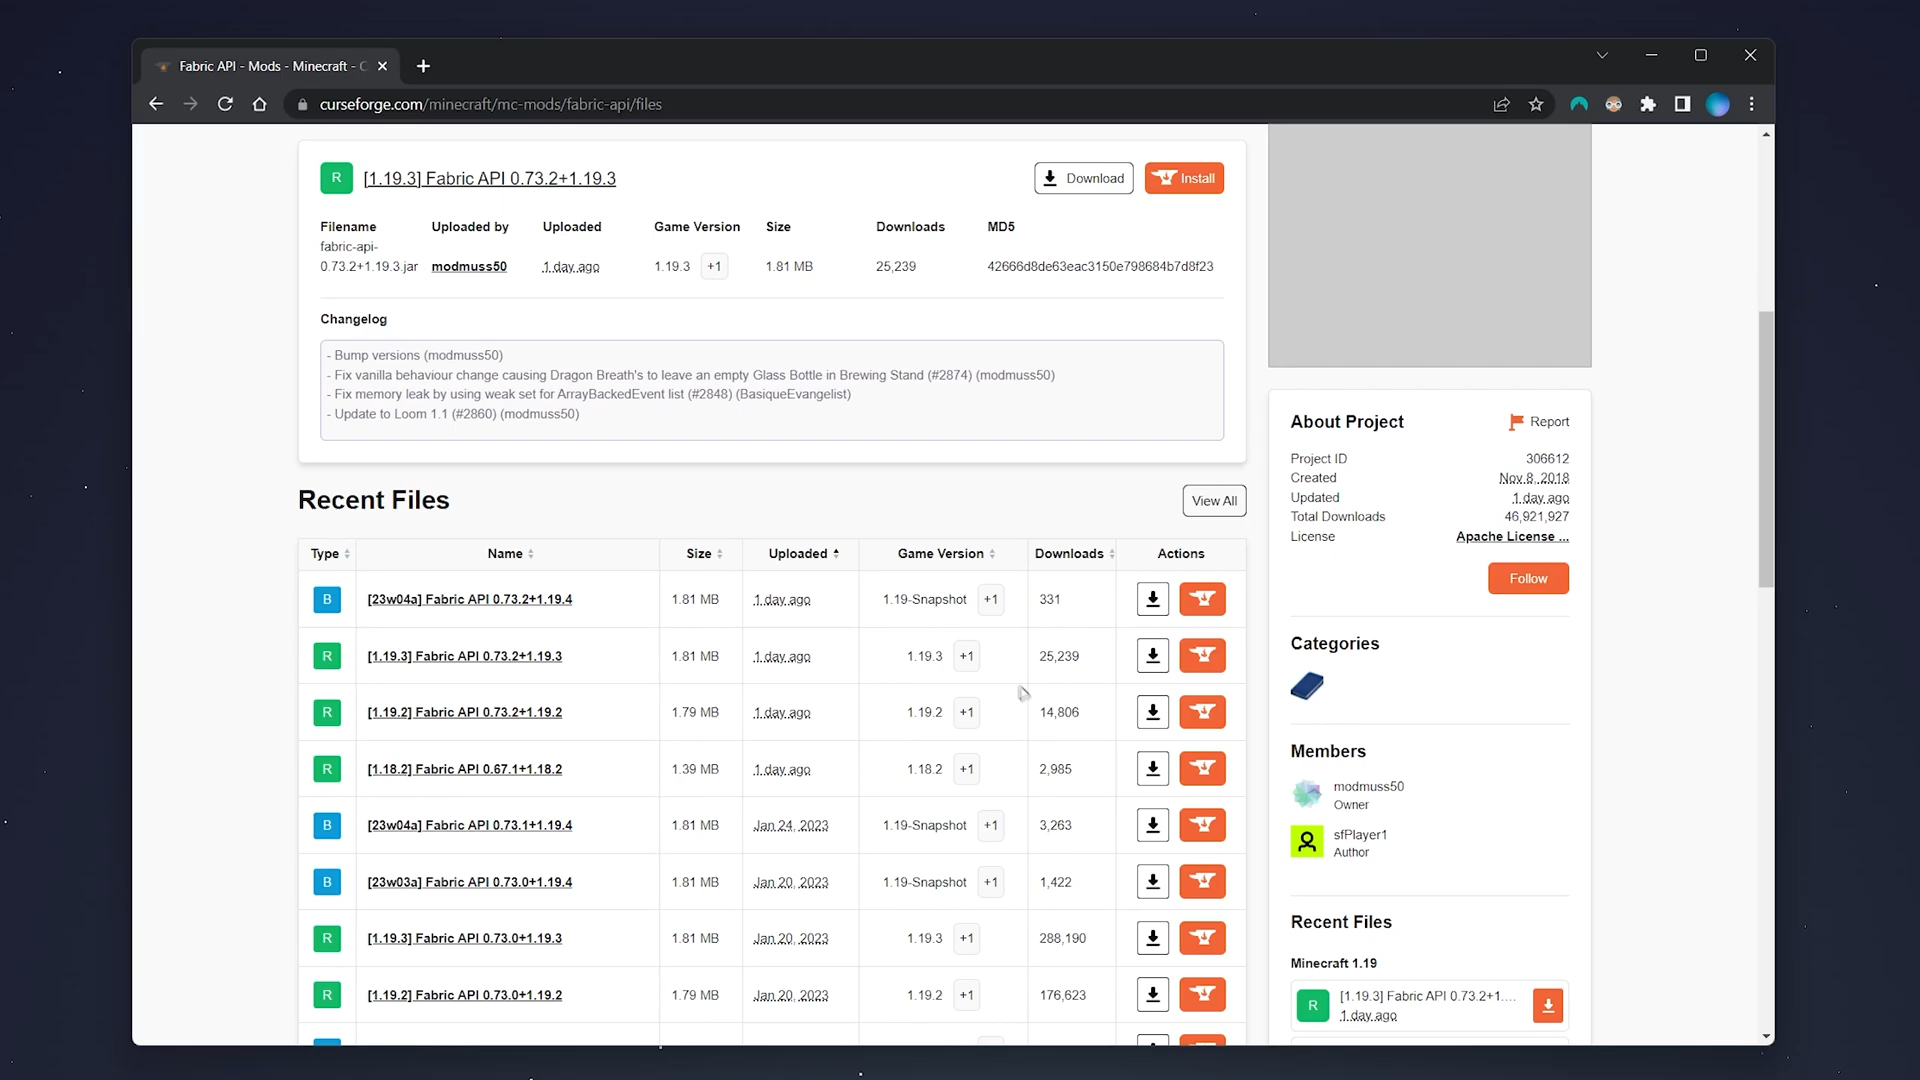 Fabric API - Mods - Minecraft - C
curseforge.com/minecraft/mc-mods/fabric-api/files
R [1.19.3] Fabric API 0.73.2+1.19.3 Download Install
Filename Uploaded by Uploaded Game Version Size Downloads MD5
fabric-api-
0.73.2+1.19.3.jar modmuss50 1 day ago 1.19.3 +1 1.81 MB 25,239 42666d8de63eac3150e798684b7d8f23
Changelog
- Bump versions (modmuss50)
- Fix vanilla behaviour change causing Dragon Breath's to leave an empty Glass Bottle in Brewing Stand (#2874) (modmuss50)
- Fix memory leak by using weak set for ArrayBackedEvent list (#2848) (BasiqueEvangelist)
- Update to Loom 1.1 (#2860) (modmuss50)
Recent Files View All
Type Name Size Uploaded Game Version Downloads Actions
B [23w04a] Fabric API 0.73.2+1.19.4 1.81 MB 1 day ago 1.19-Snapshot +1 331
R [1.19.3] Fabric API 0.73.2+1.19.3 1.81 MB 1 day ago 1.19.3 +1 25,239
R [1.19.2] Fabric API 0.73.2+1.19.2 1.79 MB 1 day ago 1.19.2 +1 14,806
R [1.18.2] Fabric API 0.67.1+1.18.2 1.39 MB 1 day ago 1.18.2 +1 2,985
B [23w04a] Fabric API 0.73.1+1.19.4 1.81 MB Jan 24, 2023 1.19-Snapshot +1 3,263
B [23w03a] Fabric API 0.73.0+1.19.4 1.81 MB Jan 20, 2023 1.19-Snapshot +1 1,422
R [1.19.3] Fabric API 0.73.0+1.19.3 1.81 MB Jan 20, 2023 1.19.3 +1 288,190
R [1.19.2] Fabric API 0.73.0+1.19.2 1.79 MB Jan 20, 2023 1.19.2 +1 176,623
About Project Report
Project ID 306612
Created Nov 8, 2018
Updated 1 day ago
Total Downloads 46,921,927
License Apache License ...
Follow
Categories
Members
modmuss50
Owner
sfPlayer1
Author
Recent Files
Minecraft 1.19
R [1.19.3] Fabric API 0.73.2+1....
1 day ago